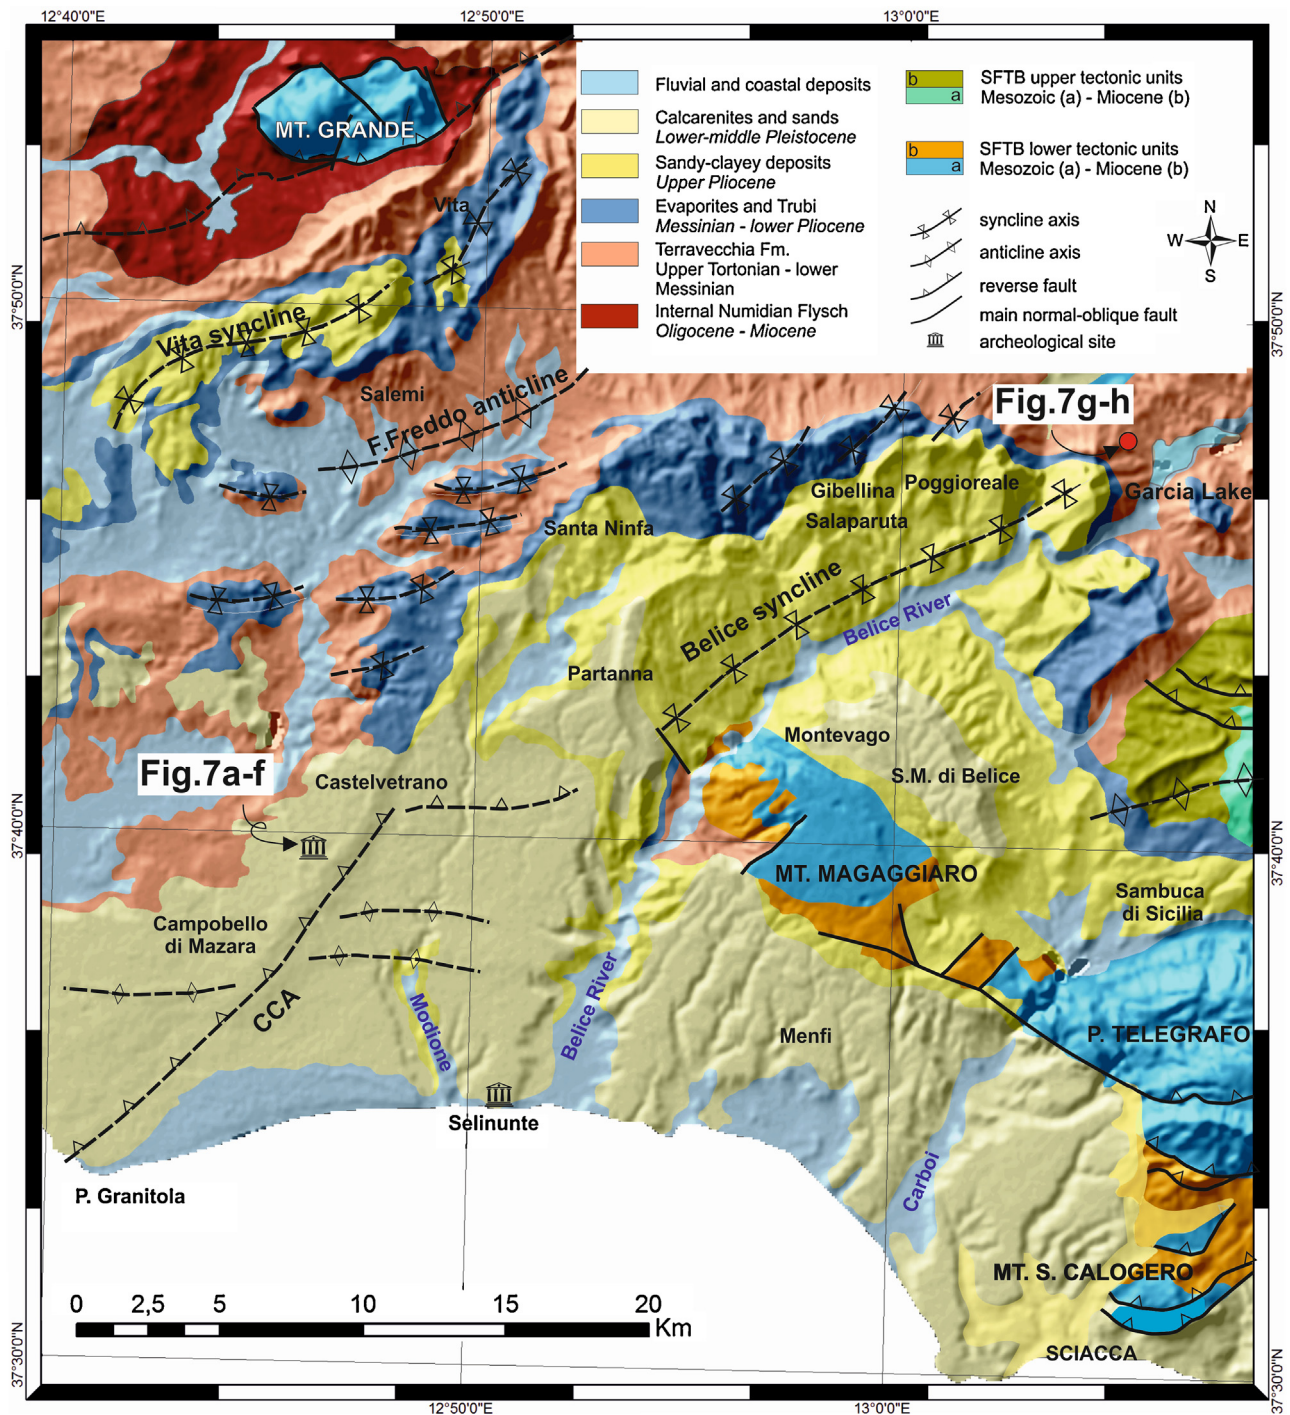 12°40'0"E
12°50'0"E
13°0'0"E
Fluvial and coastal deposits
Calcarenites and sands
Lower-middle Pleistocene
Sandy-clayey deposits
Upper Pliocene
Evaporites and Trubi
Messinian - lower Pliocene
Terravecchia Fm.
Upper Tortonian - lower
Messinian
Internal Numidian Flysch
Oligocene - Miocene
b
a
SFTB upper tectonic units
Mesozoic (a) - Miocene (b)
b
a
SFTB lower tectonic units
Mesozoic (a) - Miocene (b)
syncline axis
anticline axis
reverse fault
main normal-oblique fault
archeological site
N
W
E
S
MT. GRANDE
Vita
37°50'0"N
37°50'0"N
Vita syncline
Salemi
F.Freddo anticline
Fig.7g-h
Gibellina
Poggioreale
Garcia Lake
Santa Ninfa
Salaparuta
Belice syncline
Belice River
Partanna
Montevago
Fig.7a-f
Castelvetrano
S.M. di Belice
37°40'0"N
37°40'0"N
MT. MAGAGGIARO
Sambuca
di Sicilia
Campobello
di Mazara
CCA
Modione
Belice River
Menfi
P. TELEGRAFO
Selinunte
Carboi
P. Granitola
MT. S. CALOGERO
0
2,5
5
10
15
20
Km
SCIACCA
37°30'0"N
37°30'0"N
12°50'0"E
13°0'0"E